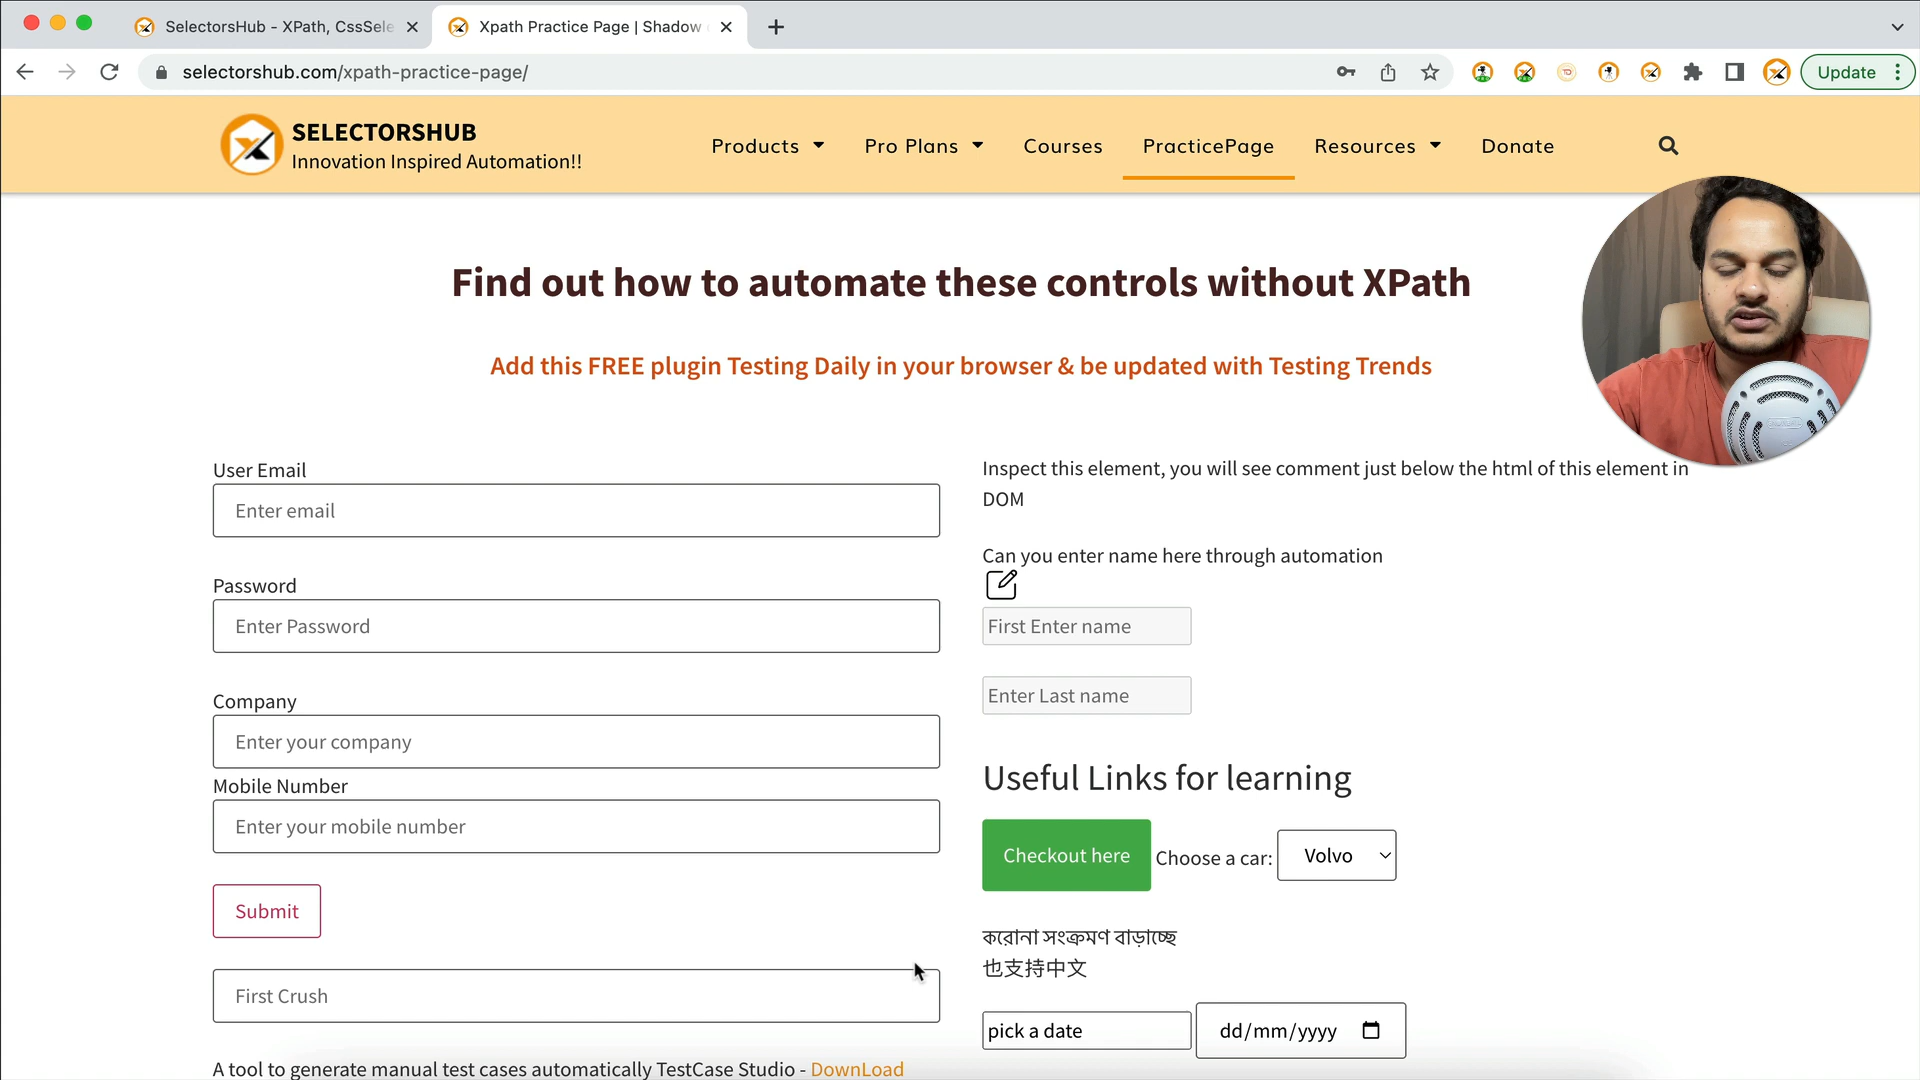 SelectorsHub - XPath, CssSele
Xpath Practice Page | Shadow
selectorshub.com/xpath-practice-page/
Update
SELECTORSHUB
Innovation Inspired Automation!!
Products
Pro Plans
Courses
PracticePage
Resources
Donate
Find out how to automate these controls without XPath
Add this FREE plugin Testing Daily in your browser & be updated with Testing Trends
User Email
Enter email
Password
Enter Password
Company
Enter your company
Mobile Number
Enter your mobile number
Submit
First Crush
A tool to generate manual test cases automatically TestCase Studio - DownLoad
Inspect this element, you will see comment just below the html of this element in
DOM
Can you enter name here through automation
First Enter name
Enter Last name
Useful Links for learning
Checkout here
Choose a car:
Volvo
করোনা সংক্রমণ বাড়াচ্ছে
也支持中文
pick a date
dd/mm/yyyy